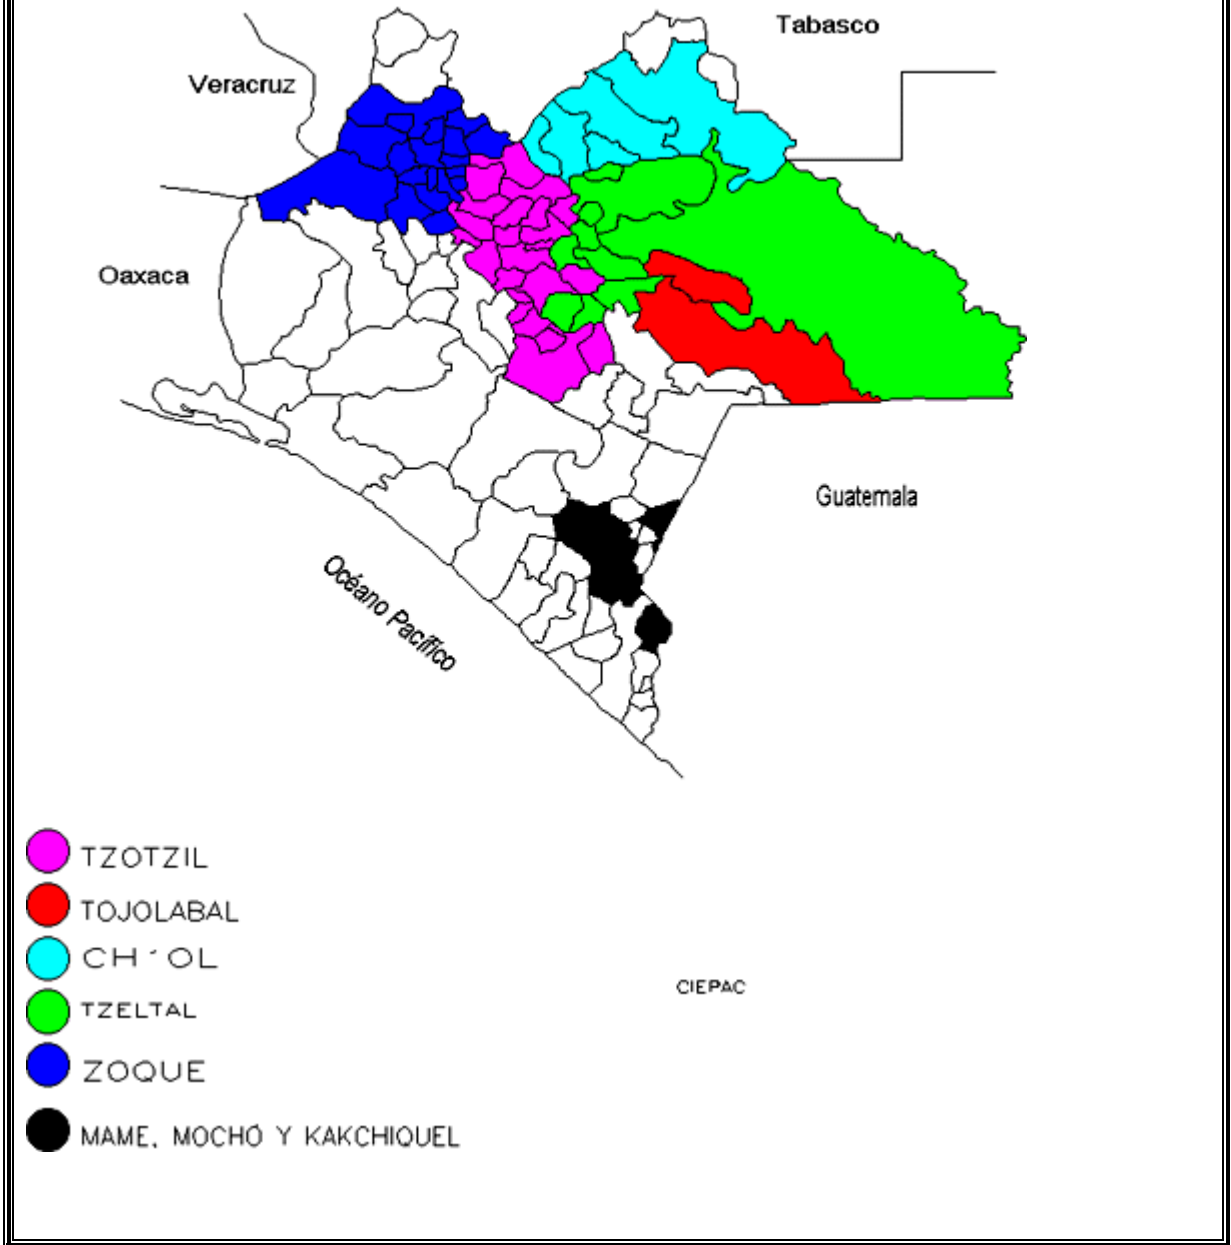 Tabasco
Veracruz
Oaxaca
Guatemala
Océano Pacífico
TZOTZIL
TOJOLABAL
CH´OL
CIEPAC
TZELTAL
ZOQUE
MAME, MOCHÓ Y KAKCHIQUEL